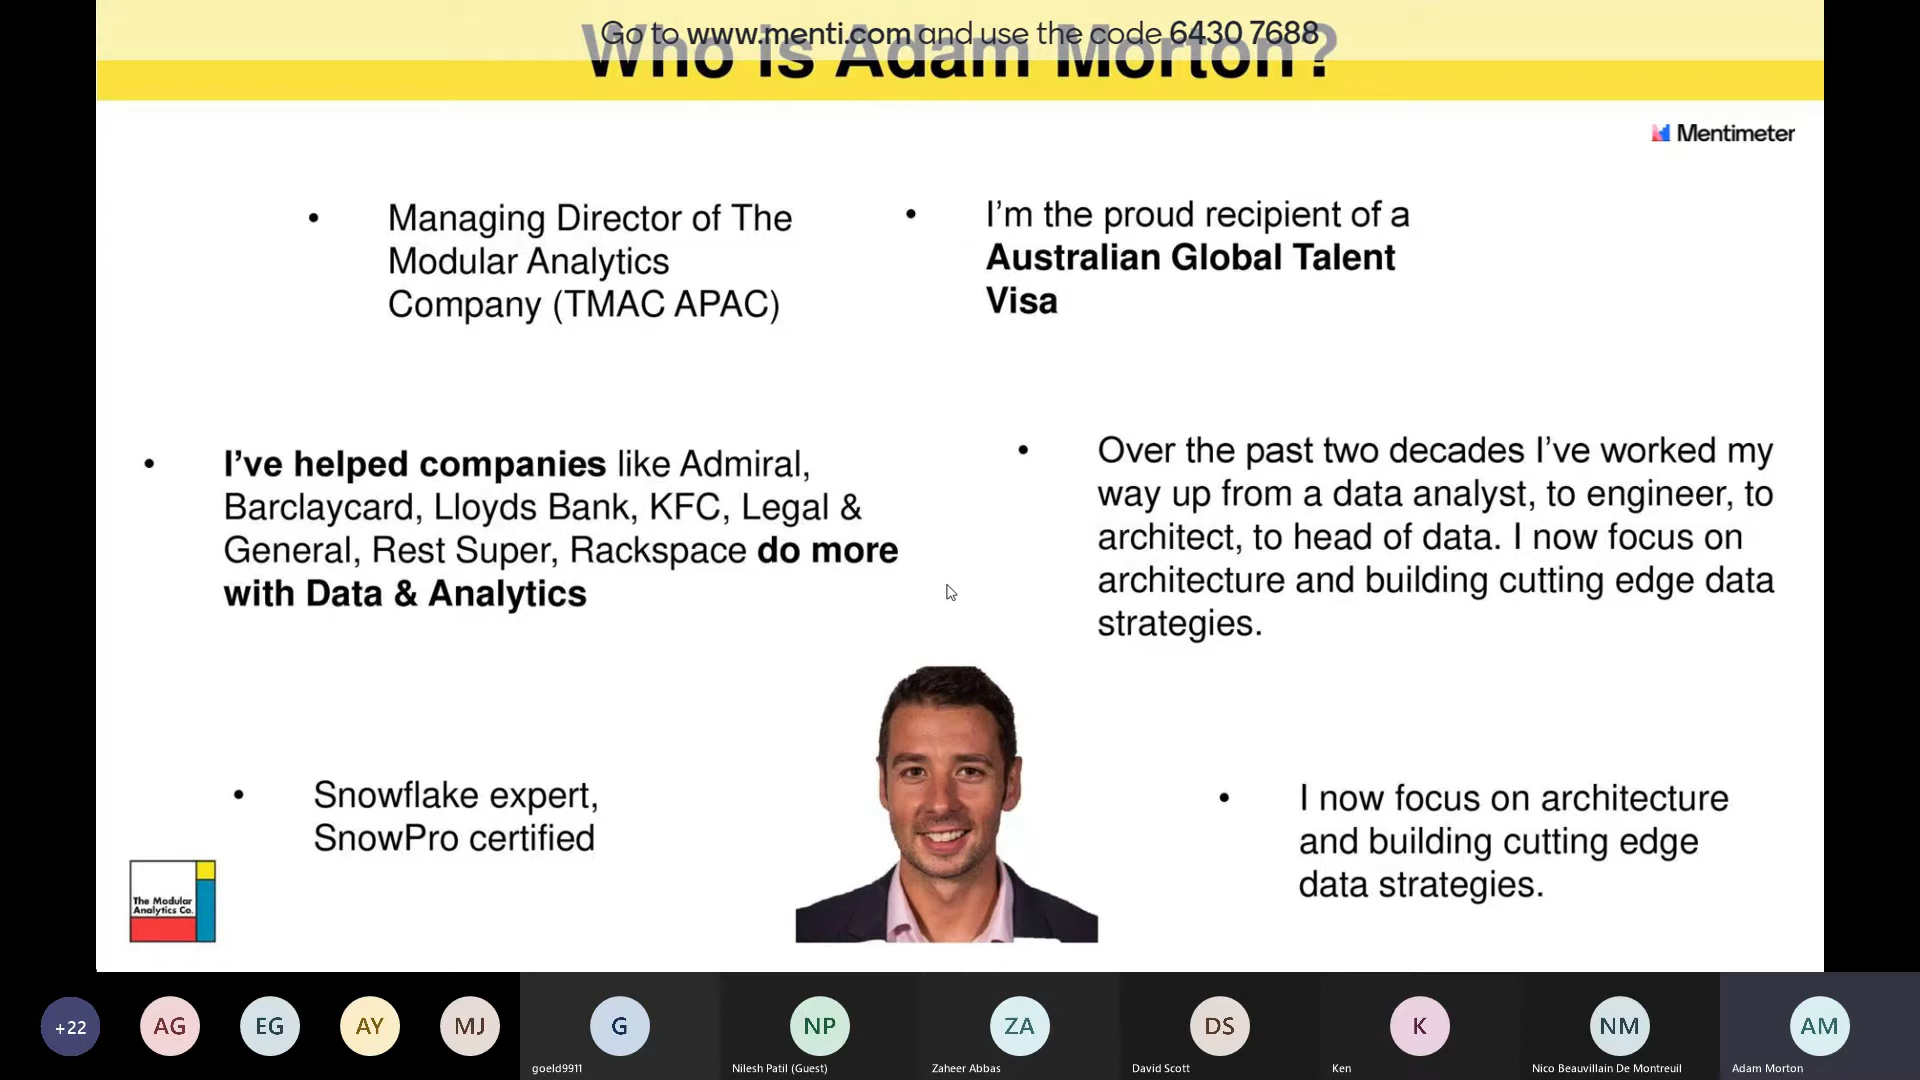 Go to www.menti.com and use the code 6430 7688
Who is Adam Morton?
Mentimeter
• Managing Director of The
Modular Analytics
Company (TMAC APAC)
• I’m the proud recipient of a
Australian Global Talent
Visa
• I’ve helped companies like Admiral,
Barclaycard, Lloyds Bank, KFC, Legal &
General, Rest Super, Rackspace do more
with Data & Analytics
• Over the past two decades I’ve worked my
way up from a data analyst, to engineer, to
architect, to head of data. I now focus on
architecture and building cutting edge data
strategies.
• Snowflake expert,
SnowPro certified
• I now focus on architecture
and building cutting edge
data strategies.
The Modular
Analytics Co.
+22
AG
EG
AY
MJ
G
goeld9911
NP
Nilesh Patil (Guest)
ZA
Zaheer Abbas
DS
David Scott
K
Ken
NM
Nico Beauvillain De Montreuil
AM
Adam Morton